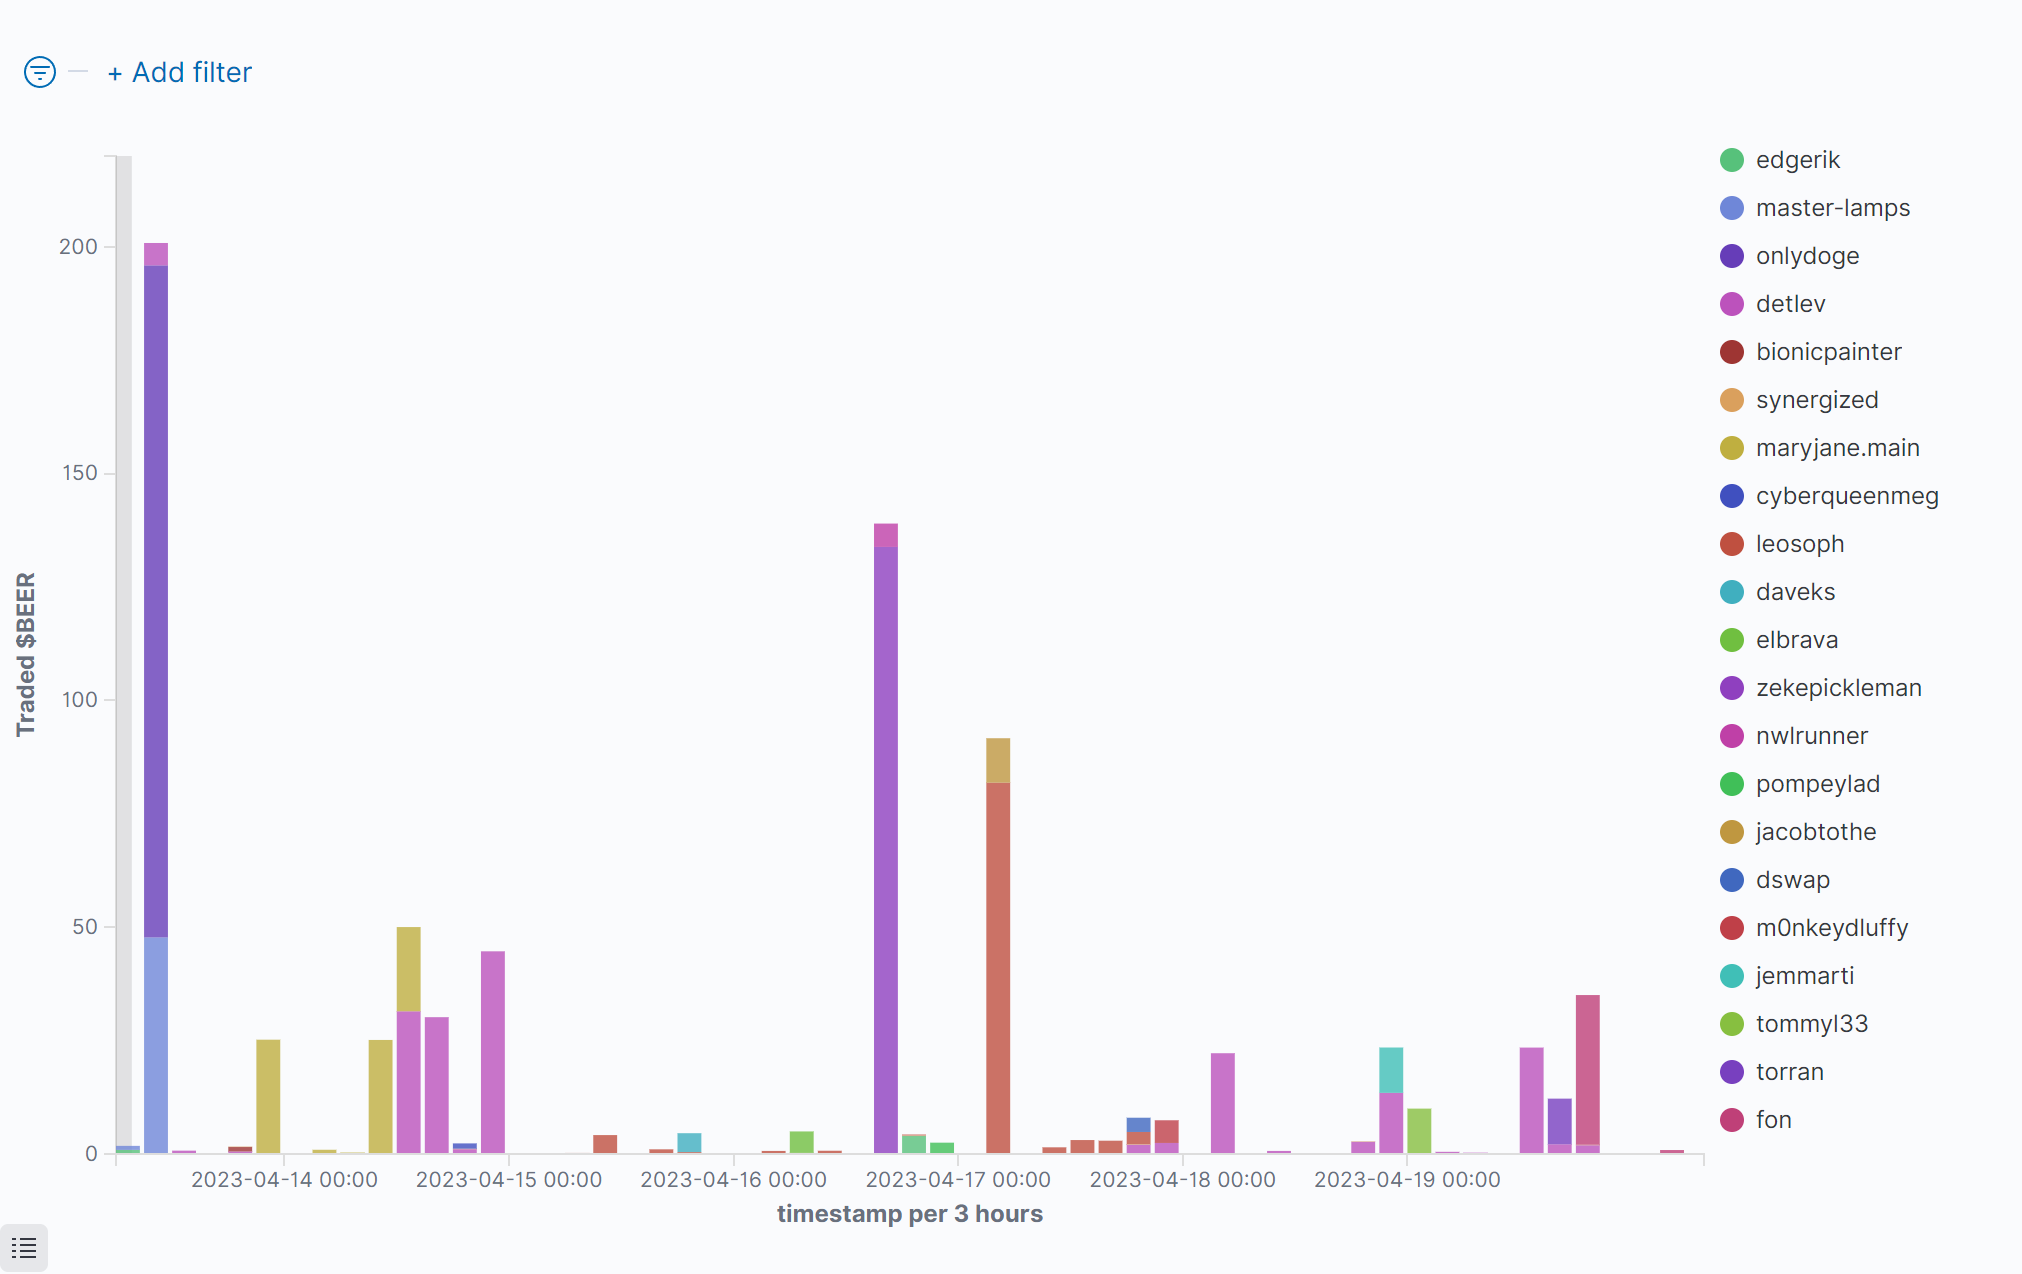 + Add filter
200
150
100
50
0
Traded $BEER
2023-04-14 00:00
2023-04-15 00:00
2023-04-16 00:00
2023-04-17 00:00
2023-04-18 00:00
2023-04-19 00:00
timestamp per 3 hours
edgerik
master-lamps
onlydoge
detlev
bionicpainter
synergized
maryjane.main
cyberqueenmeg
leosoph
daveks
elbrava
zekepickleman
nwlrunner
pompeylad
jacobtothe
dswap
m0nkeydluffy
jemmarti
tommyl33
torran
fon